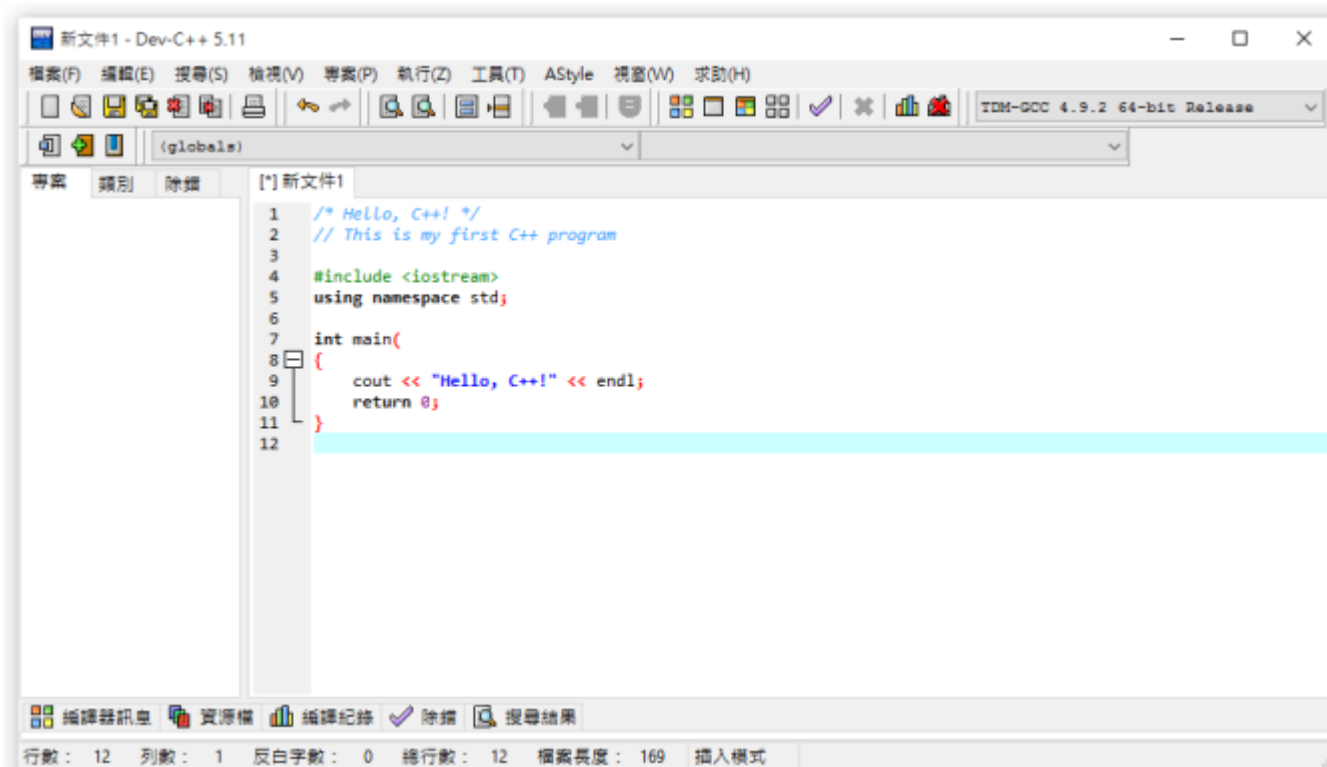 新文件1 - Dev-C++ 5.11
檔案(F) 編輯(E) 搜尋(S) 檢視(V) 專案(P) 執行(Z) 工具(T) AStyle 視窗(W) 求助(H)
TDM-GCC 4.9.2 64-bit Release
(globals)
專案 類別 除錯 [*] 新文件1
1 /* Hello, C++! */
2 // This is my first C++ program
3
4 #include <iostream>
5 using namespace std;
6
7 int main(
8 {
9 cout << "Hello, C++!" << endl;
10 return 0;
11 }
12
編譯器訊息 資源檔 編譯紀錄 除錯 搜尋結果
行數： 12 列數： 1 反白字數： 0 總行數： 12 檔案長度： 169 插入模式